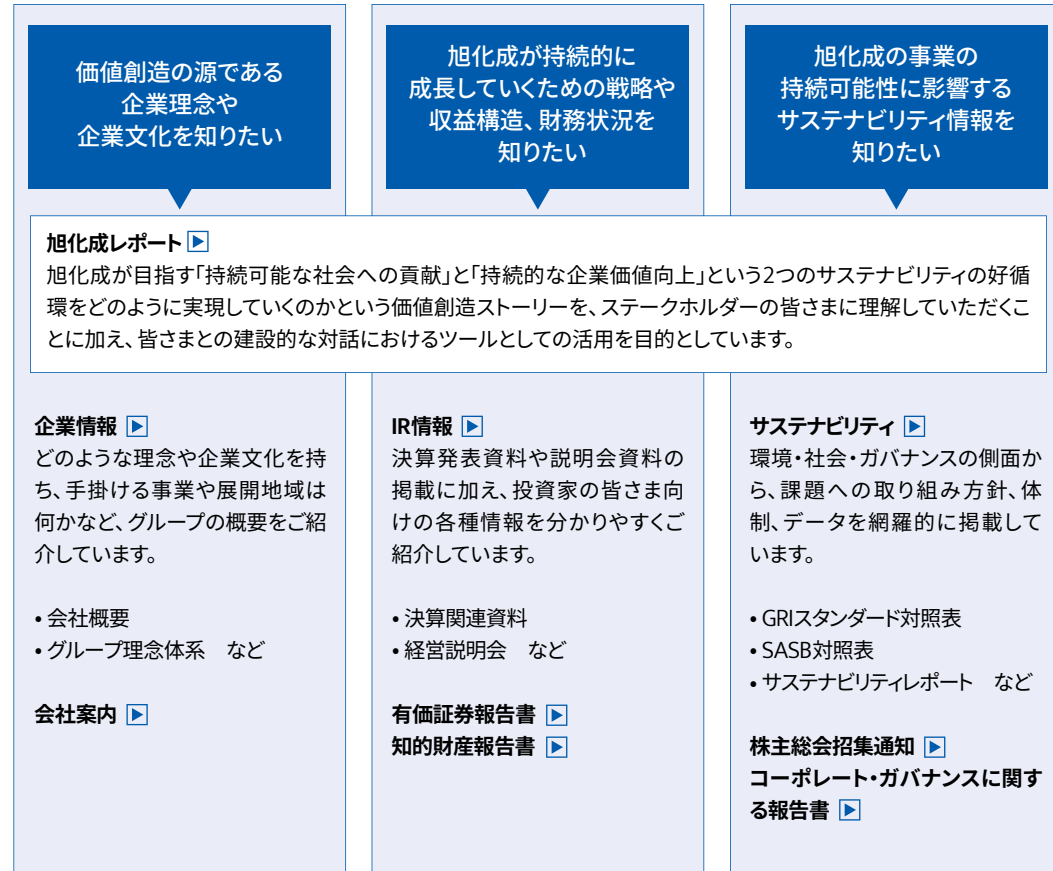 価値創造の源である
企業理念や
企業文化を知りたい
旭化成が持続的に
成長していくための戦略や
収益構造、財務状況を
知りたい
旭化成の事業の
持続可能性に影響する
サステナビリティ情報を
知りたい
旭化成レポート
旭化成が目指す「持続可能な社会への貢献」と「持続的な企業価値向上」という2つのサステナビリティの好循
環をどのように実現していくのかという価値創造ストーリーを、ステークホルダーの皆さまに理解していただくこ
とに加え、皆さまとの建設的な対話におけるツールとしての活用を目的としています。
企業情報
どのような理念や企業文化を持
ち、手掛ける事業や展開地域は
何かなど、グループの概要をご紹
介しています。
• 会社概要
• グループ理念体系　など
会社案内
IR情報
決算発表資料や説明会資料の
掲載に加え、投資家の皆さま向
けの各種情報を分かりやすくご
紹介しています。
• 決算関連資料
• 経営説明会　など
有価証券報告書
知的財産報告書
サステナビリティ
環境・社会・ガバナンスの側面か
ら、課題への取り組み方針、体
制、データを網羅的に掲載して
います。
• GRIスタンダード対照表
• SASB対照表
• サステナビリティレポート　など
株主総会招集通知
コーポレート・ガバナンスに関す
る報告書